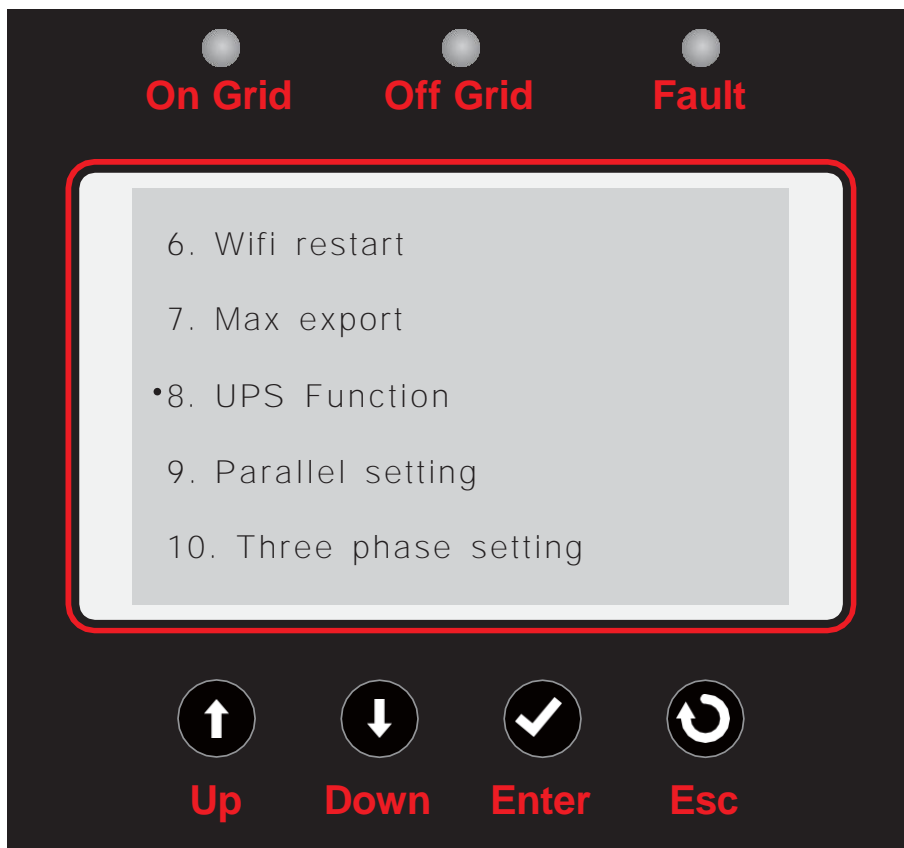 On Grid Off Grid Fault
6. Wifi restart
7. Max export
•8. UPS Function
9. Parallel setting
10. Three phase setting
Up Down Enter Esc